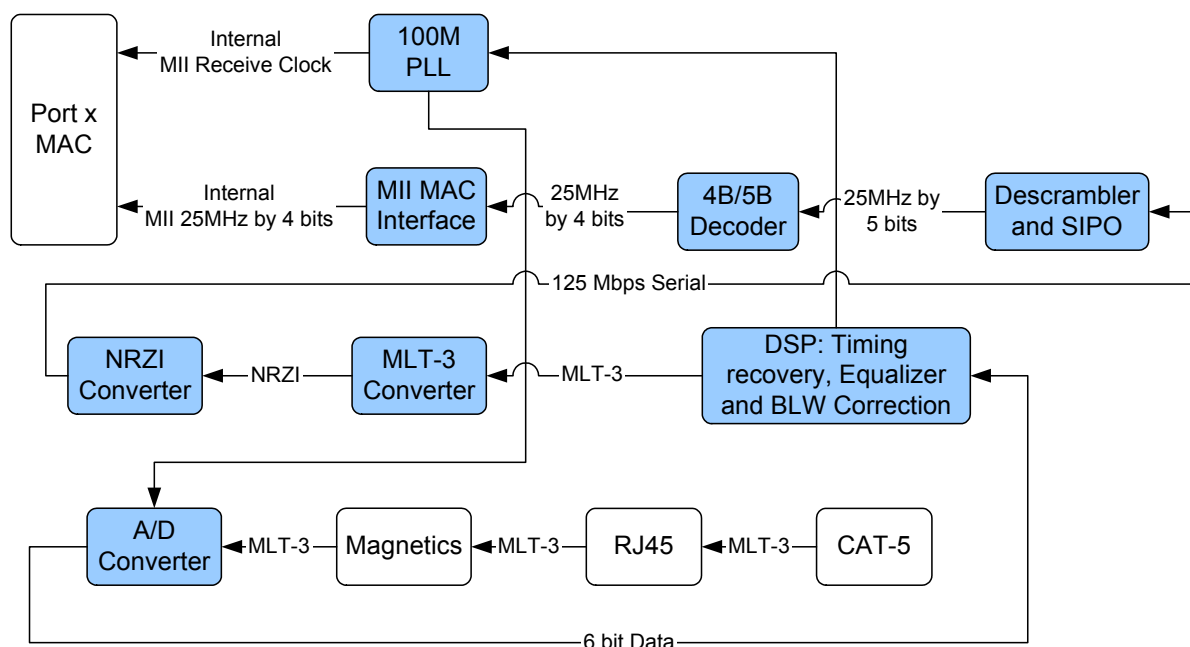 100M
PLL
Internal
MII Receive Clock
Port x
MAC
MII MAC
Interface
Internal
MII 25MHz by 4 bits
25MHz
by 4 bits
4B/5B
Decoder
25MHz by
5 bits
Descrambler
and SIPO
125 Mbps Serial
NRZI
Converter
NRZI
MLT-3
Converter
MLT-3
DSP: Timing
recovery, Equalizer
and BLW Correction
A/D
Converter
MLT-3
Magnetics
MLT-3
RJ45
MLT-3
CAT-5
6 bit Data